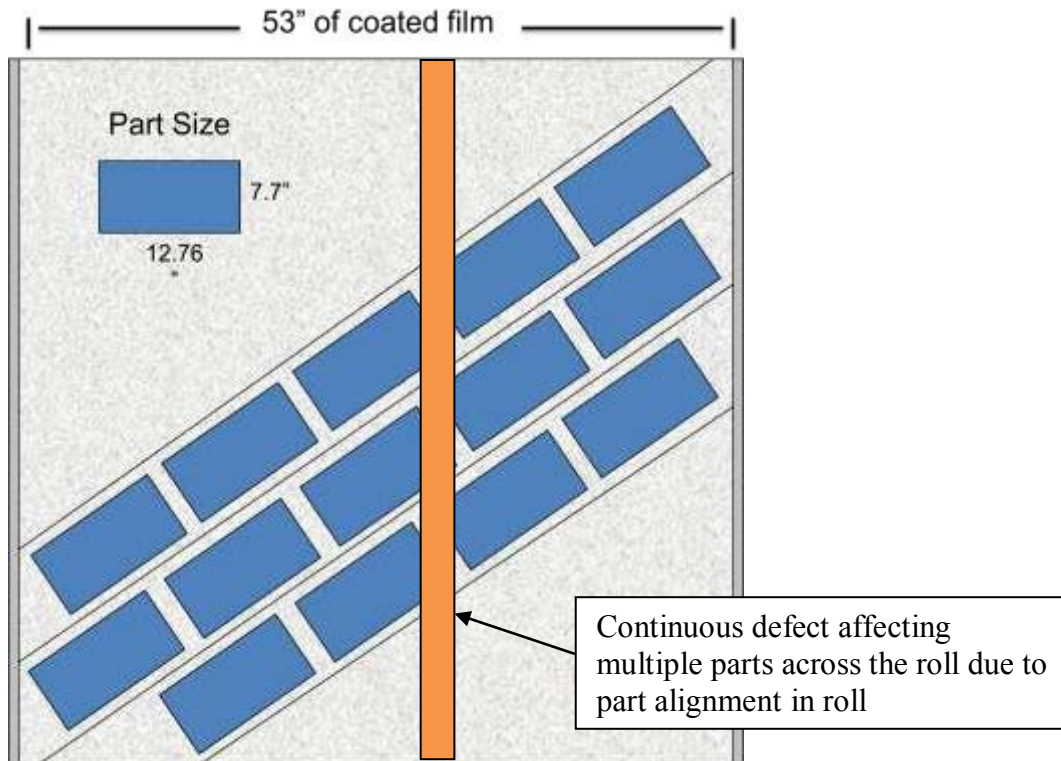 53” of coated film
Part Size
7.7“
12.76
“
Continuous defect affecting
multiple parts across the roll due to
part alignment in roll